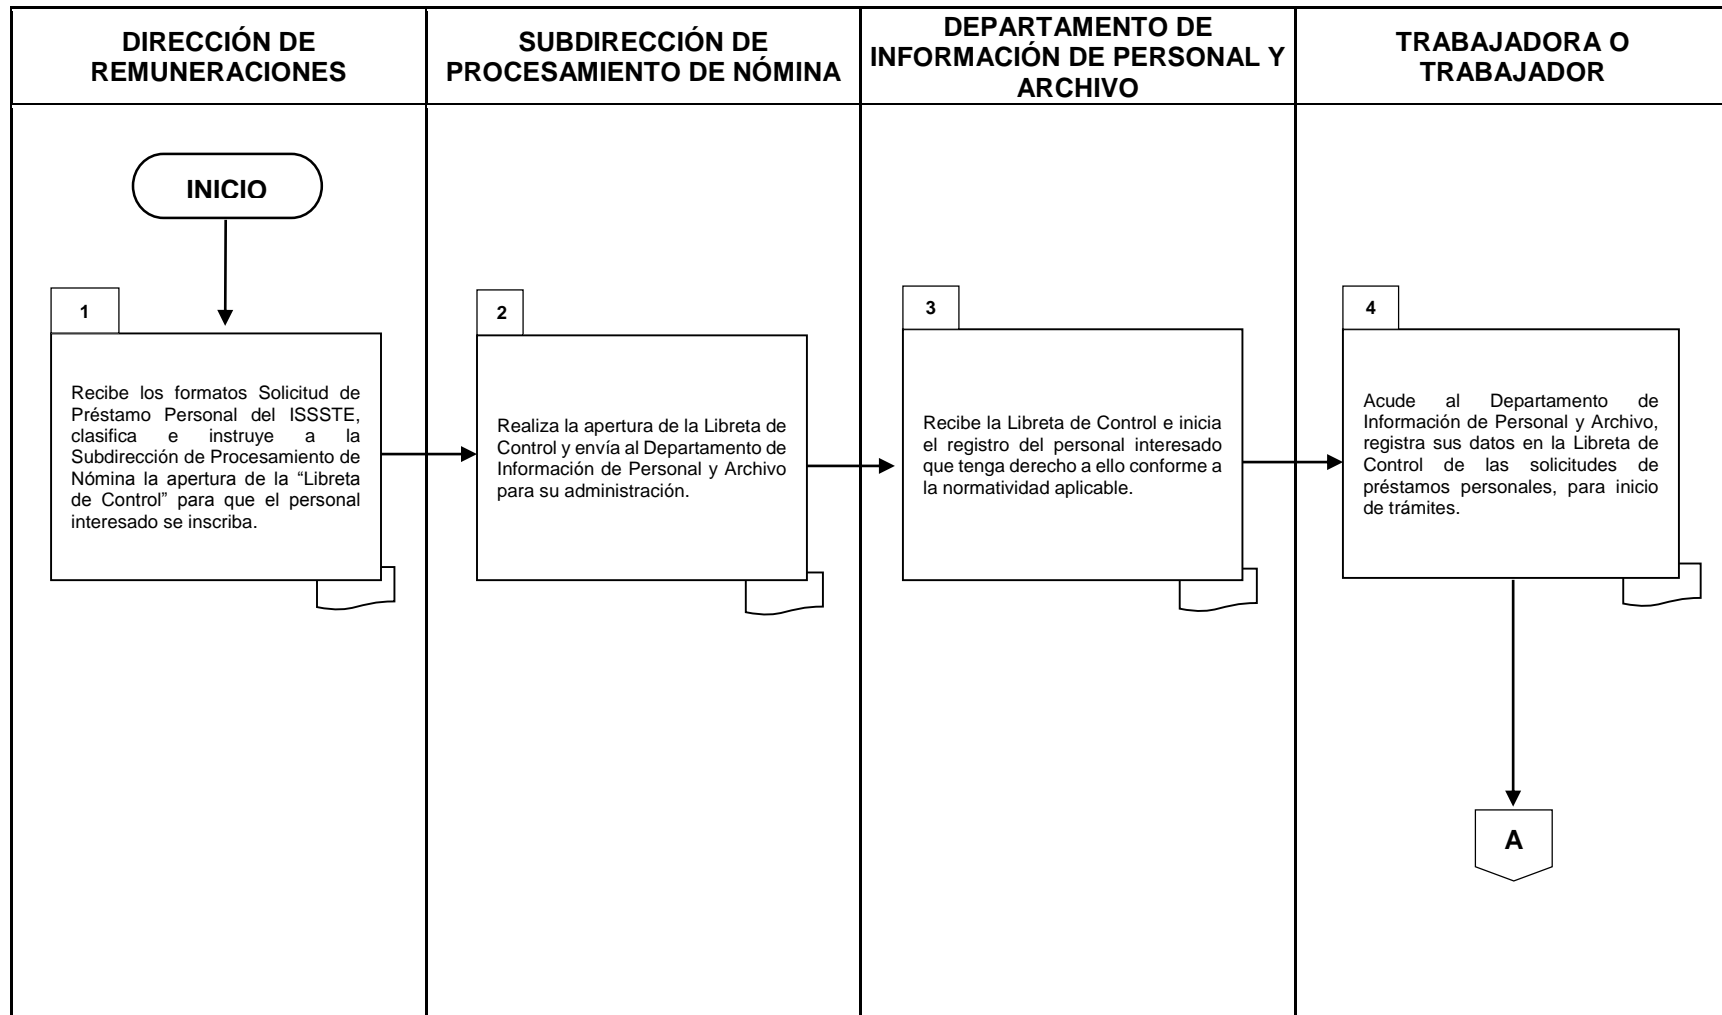 DIRECCIÓN DE
REMUNERACIONES
SUBDIRECCIÓN DE
PROCESAMIENTO DE NÓMINA
DEPARTAMENTO DE
INFORMACIÓN DE PERSONAL Y
ARCHIVO
TRABAJADORA O
TRABAJADOR
INICIO
1
Recibe los formatos Solicitud de
Préstamo Personal del ISSSTE,
clasifica e instruye a la
Subdirección de Procesamiento de
Nómina la apertura de la “Libreta
de Control” para que el personal
interesado se inscriba.
2
Realiza la apertura de la Libreta de
Control y envía al Departamento de
Información de Personal y Archivo
para su administración.
3
Recibe la Libreta de Control e inicia
el registro del personal interesado
que tenga derecho a ello conforme a
la normatividad aplicable.
4
Acude al Departamento de
Información de Personal y Archivo,
registra sus datos en la Libreta de
Control de las solicitudes de
préstamos personales, para inicio
de trámites.
A